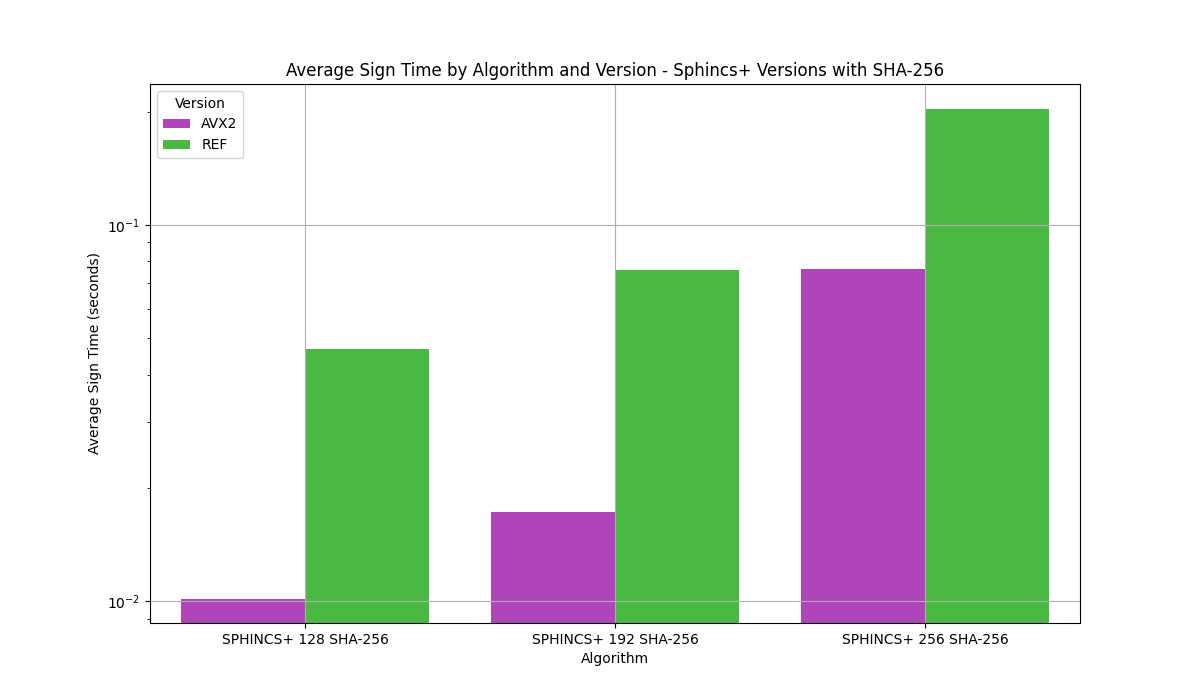 Average Sign Time by Algorithm and Version - Sphincs+ Versions with SHA-256
Version
AVX2
REF
10⁻¹
10⁻²
Average Sign Time (seconds)
SPHINCS+ 128 SHA-256
SPHINCS+ 192 SHA-256
SPHINCS+ 256 SHA-256
Algorithm